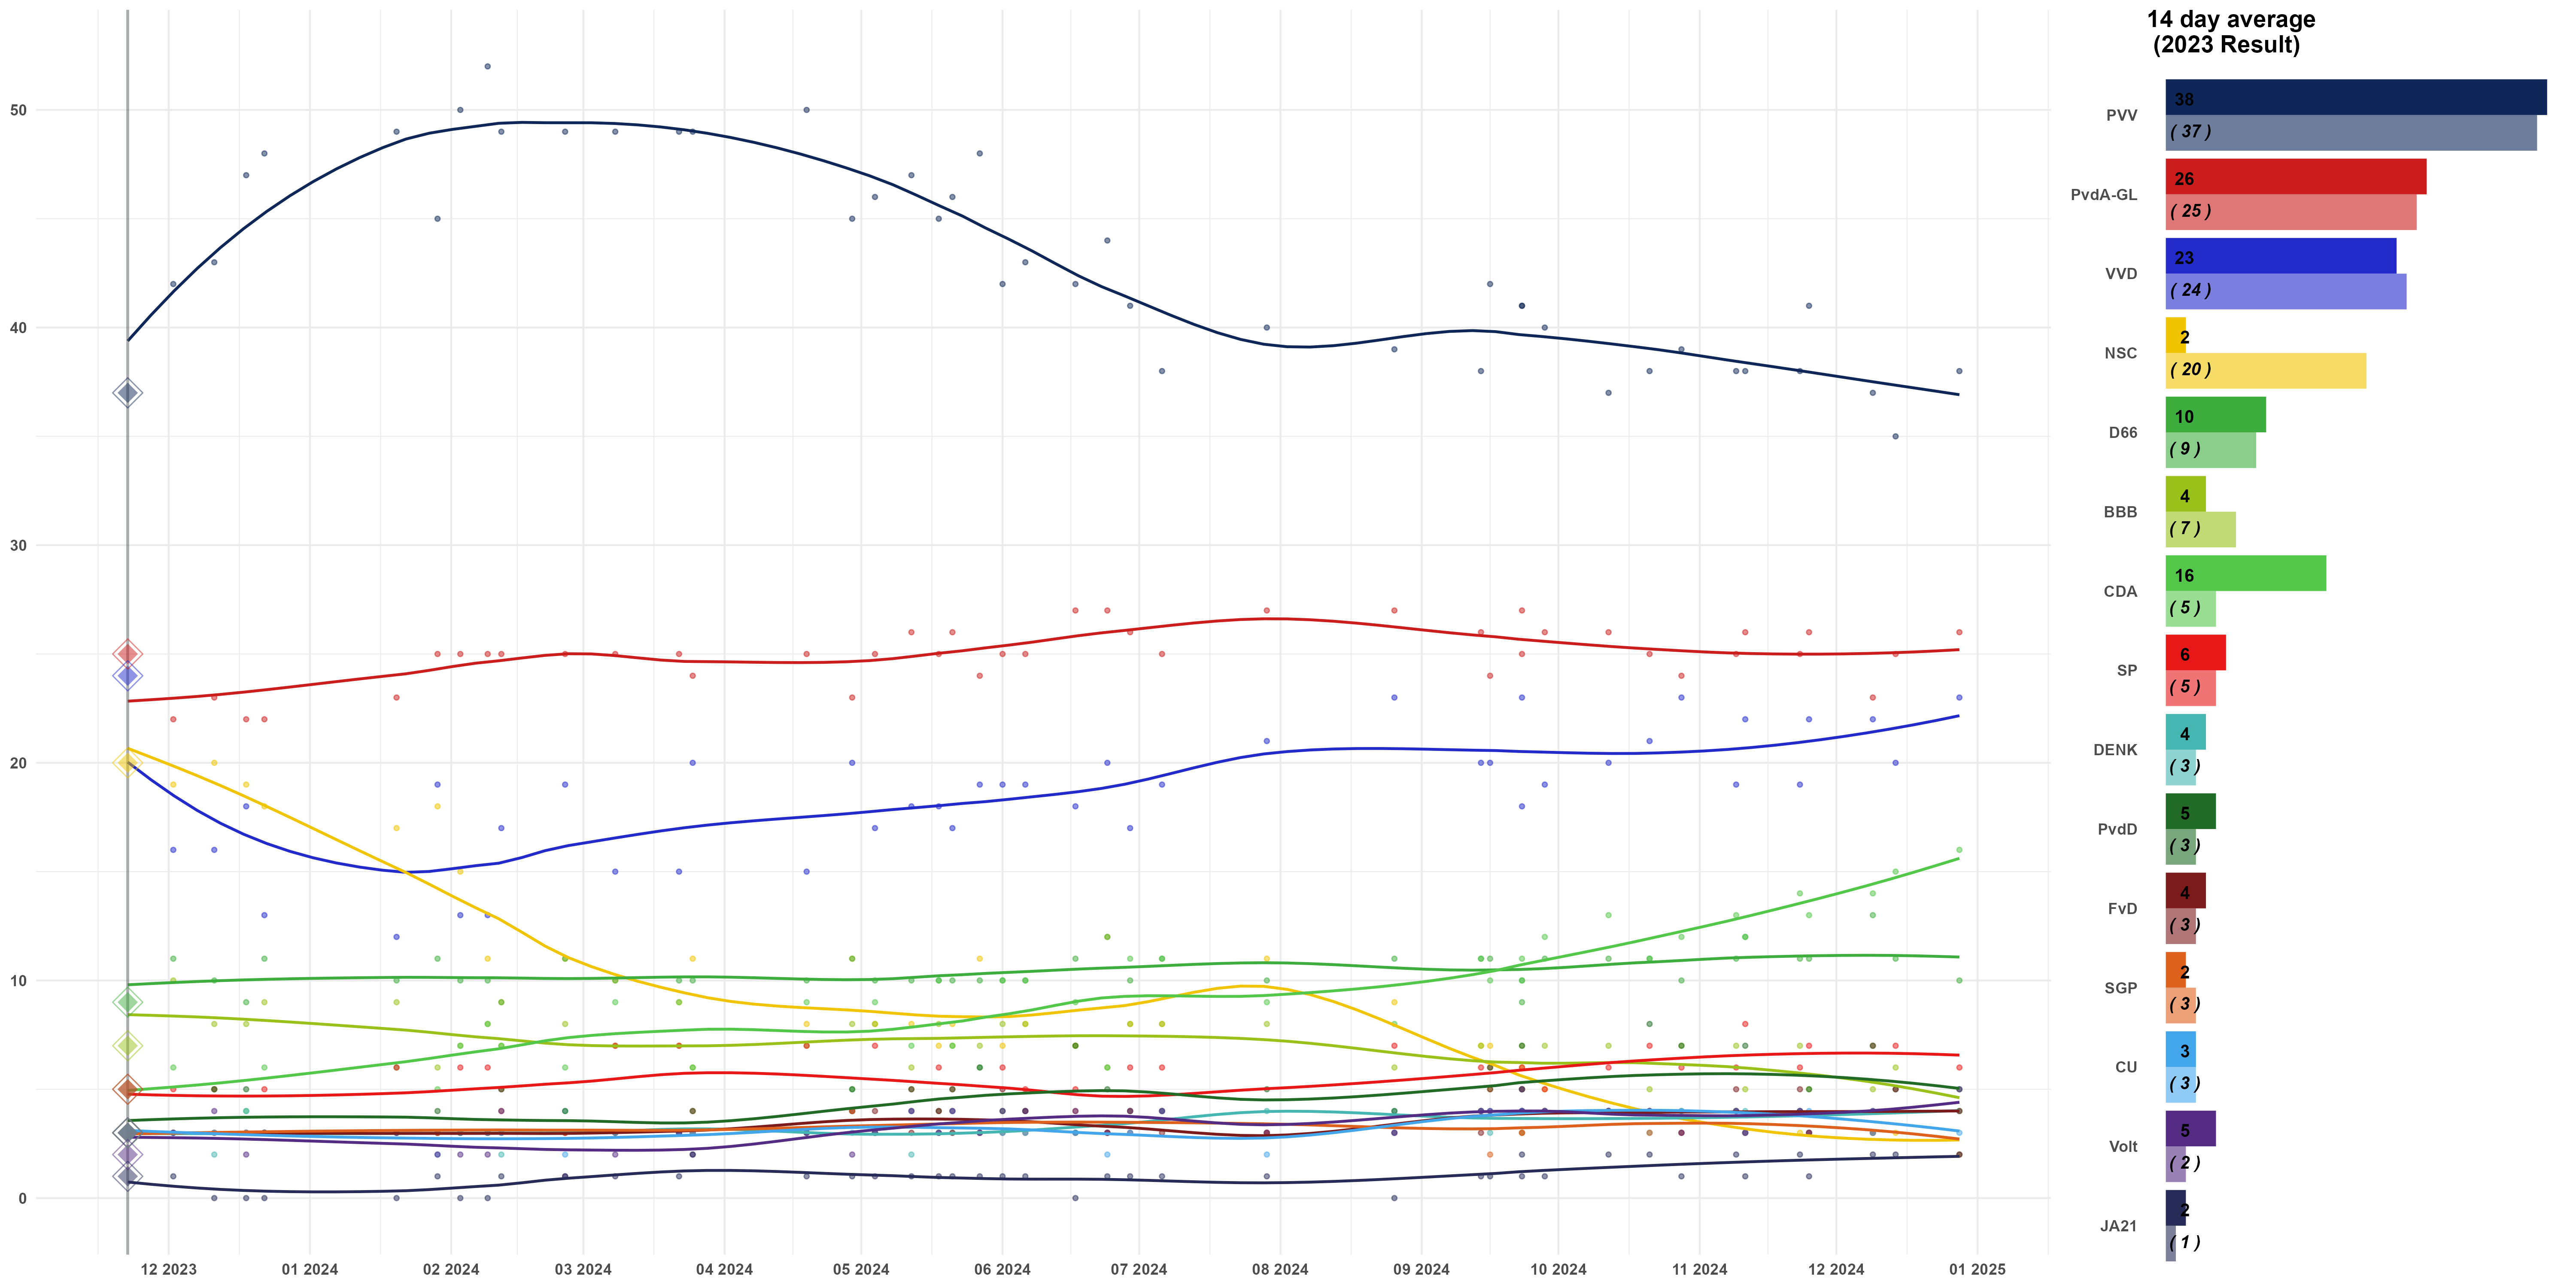 14 day average
(2023 Result)
50
40
30
20
10
0
12 2023
01 2024
02 2024
03 2024
04 2024
05 2024
06 2024
07 2024
08 2024
09 2024
10 2024
11 2024
12 2024
01 2025
PVV
38
( 37 )
PvdA-GL
26
( 25 )
VVD
23
( 24 )
NSC
2
( 20 )
D66
10
( 9 )
BBB
4
( 7 )
CDA
16
( 5 )
SP
6
( 5 )
DENK
4
( 3 )
PvdD
5
( 3 )
FvD
4
( 3 )
SGP
2
( 3 )
CU
3
( 3 )
Volt
5
( 2 )
JA21
2
( 1 )